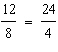 12/8 = 24/4